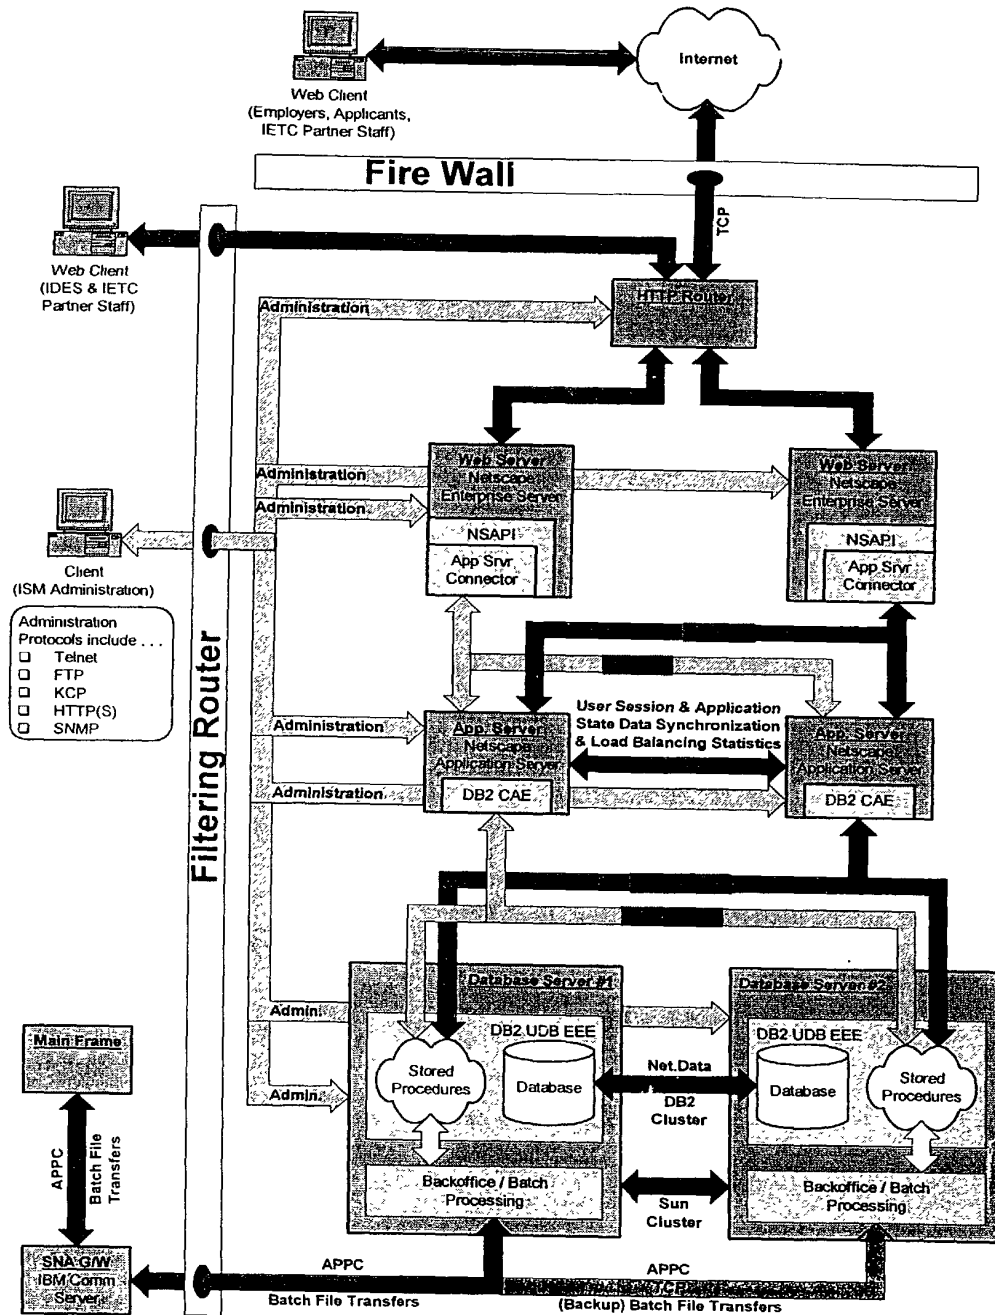 Internet
Web Client
(Employers, Applicants,
IETC Partner Staff)
Fire Wall
TCP
Web Client
(IDES & IETC
Partner Staff)
HTTP Router
Administration
Web Server
Netscape
Enterprise Server
NSAPI
App Srvr
Connector
Web Server
Netscape
Enterprise Server
NSAPI
App Srvr
Connector
Administration
Administration
Client
(ISM Administration)
Administration
Protocols include . . .
❑ Telnet
❑ FTP
❑ KCP
❑ HTTP(S)
❑ SNMP
Filtering Router
User Session & Application
State Data Synchronization
& Load Balancing Statistics
Administration
App. Server
Netscape
Application Server
DB2 CAE
App. Server
Netscape
Application Server
DB2 CAE
Administration
Database Server #1
Admin.
DB2 UDB EEE
Stored
Procedures
Database
Admin.
Backoffice / Batch
Processing
Net.Data
DB2
Cluster
Sun
Cluster
Database Server #2
DB2 UDB EEE
Database
Stored
Procedures
Backoffice / Batch
Processing
Main Frame
APPC
Batch File
Transfers
SNA G/W
IBM Comm
Server
APPC
Batch File Transfers
APPC
TCP
(Backup) Batch File Transfers